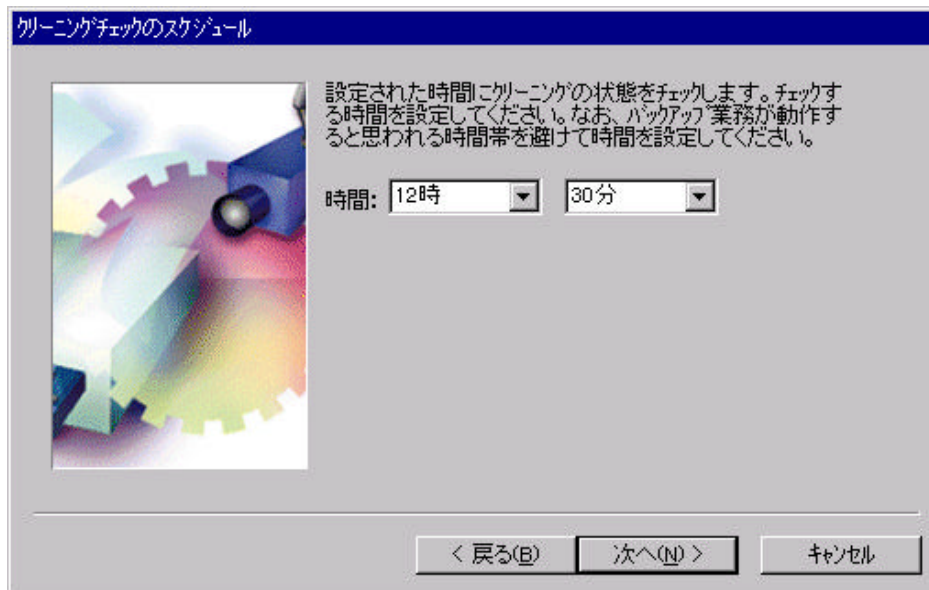 ｸﾘｰﾆﾝｸﾞﾁｪｯｸのｽｹｼﾞｭｰﾙ
設定された時間にｸﾘｰﾆﾝｸﾞの状態をﾁｪｯｸします。ﾁｪｯｸす
る時間を設定してください。なお、ﾊﾞｯｸｱｯﾌﾟ業務が動作す
ると思われる時間帯を避けて時間を設定してください。
時間: 12時 30分
< 戻る(B) 次へ(N) > ｷｬﾝｾﾙ